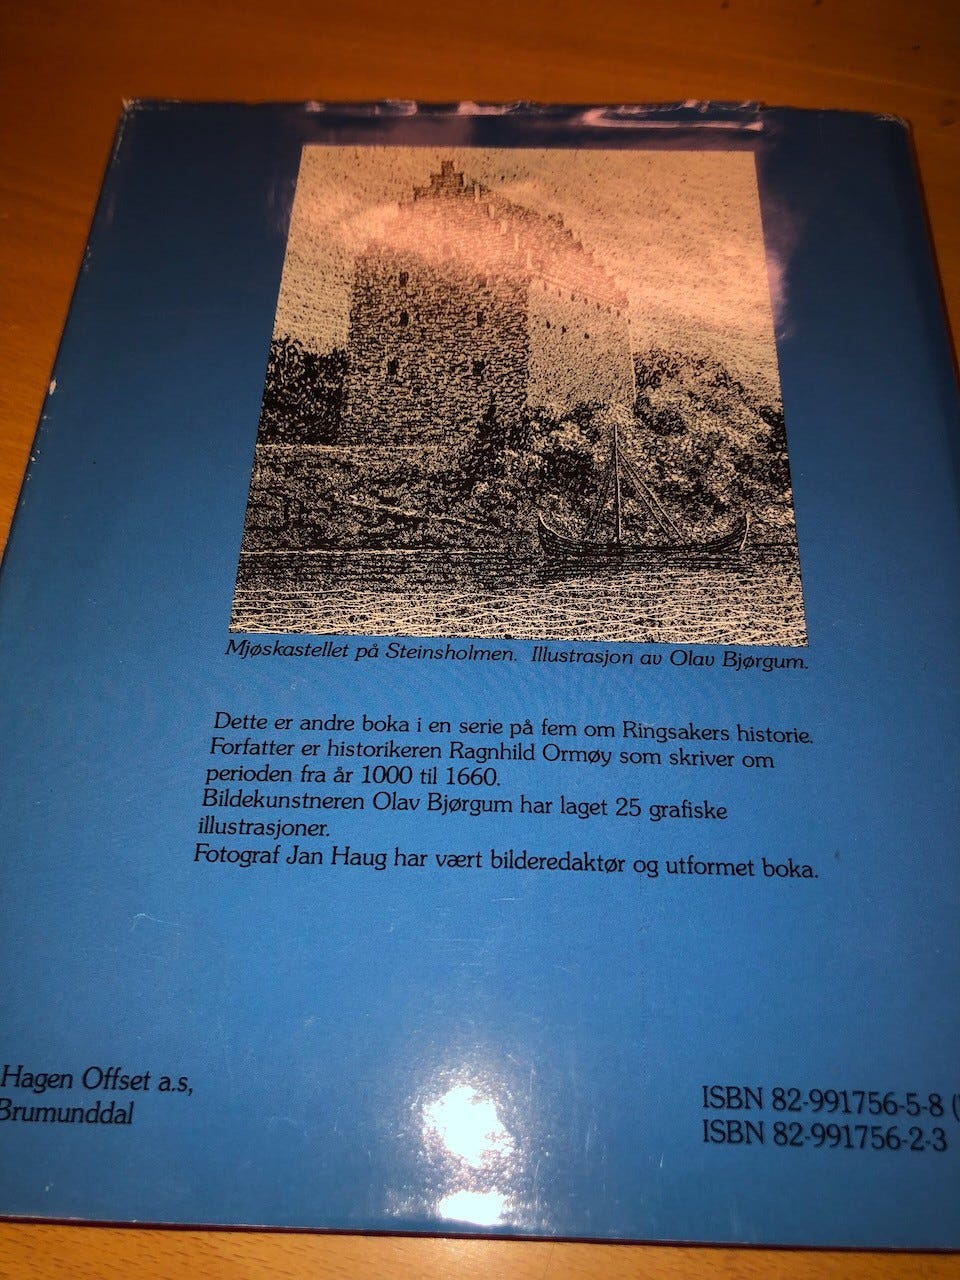 Mjøskastellet på Steinsholmen. Illustrasjon av Olav Bjørgum.
Dette er andre boka i en serie på fem om Ringsakers historie.
Forfatter er historikeren Ragnhild Ormøy som skriver om
perioden fra år 1000 til 1660.
Bildekunstneren Olav Bjørgum har laget 25 grafiske
illustrasjoner.
Fotograf Jan Haug har vært bilderedaktør og utformet boka.
Hagen Offset a.s,
Brumunddal
ISBN 82-991756-5-8 (
ISBN 82-991756-2-3